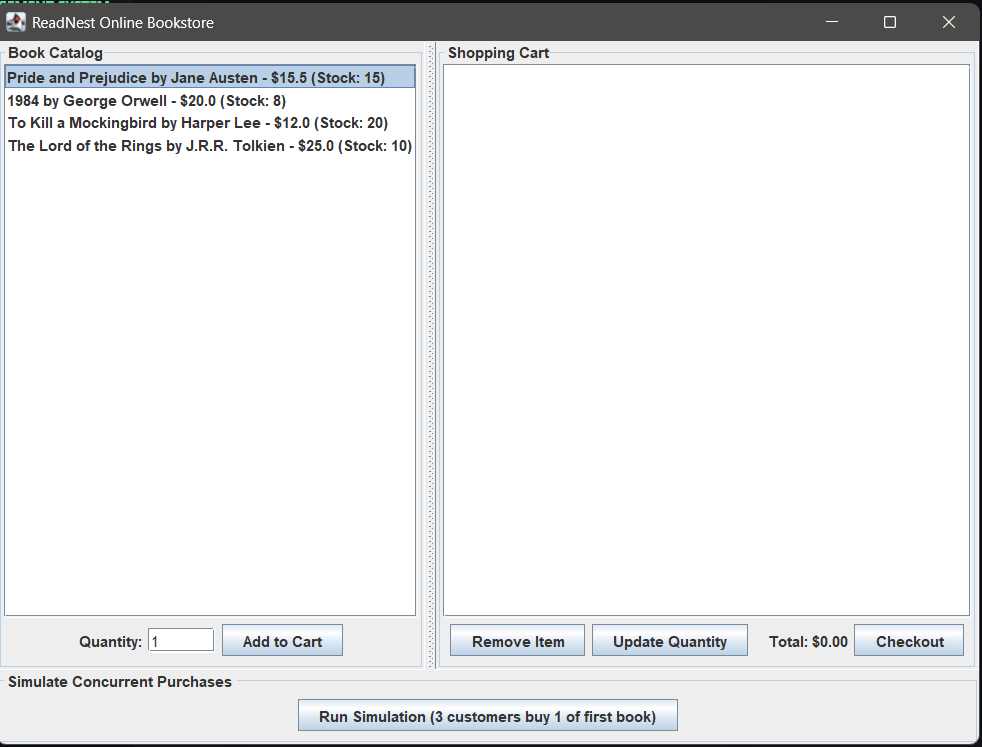 ReadNest Online Bookstore
Book Catalog
Pride and Prejudice by Jane Austen - $15.5 (Stock: 15)
1984 by George Orwell - $20.0 (Stock: 8)
To Kill a Mockingbird by Harper Lee - $12.0 (Stock: 20)
The Lord of the Rings by J.R.R. Tolkien - $25.0 (Stock: 10)
Quantity: 1 Add to Cart
Shopping Cart
Remove Item Update Quantity Total: $0.00 Checkout
Simulate Concurrent Purchases
Run Simulation (3 customers buy 1 of first book)